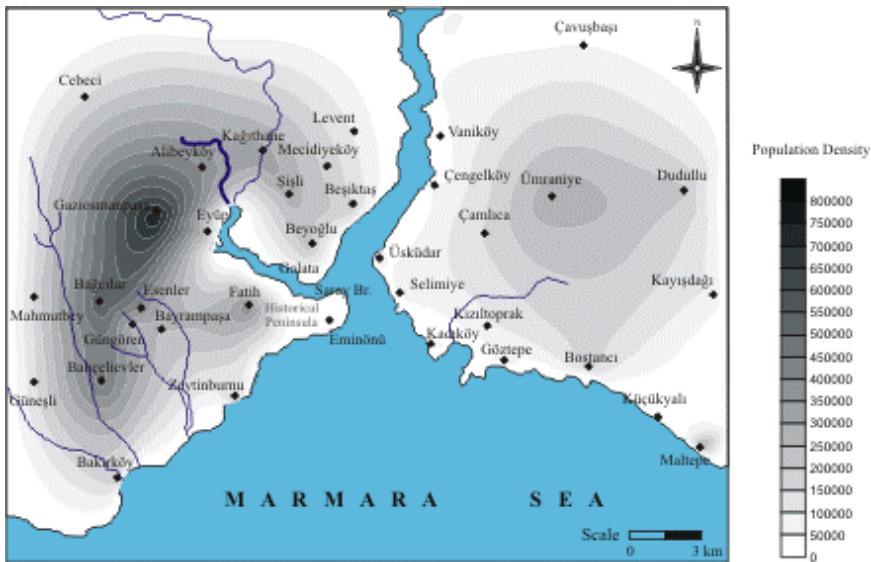 N
Çavuşbaşı
Cebeci
Levent
Kağıthane
Vaniköy
Mecidiyeköy
Alibeyköy
Population Density
Şişli
Çengelköy
Ümraniye
Dudullu
Beşiktaş
800000
Gaziosmanpaşa
750000
Eyüp
Çamlıca
700000
Beyoğlu
650000
Üsküdar
600000
Galata
550000
Bağcılar
Esenler
Fatih
Saray Br.
Selimiye
Kayışdağı
500000
Mahmutbey
Historical
Peninsula
450000
Bayrampaşa
Kızıltoprak
Güngören
Eminönü
Kadıköy
400000
Göztepe
Bostancı
350000
Bahçelievler
Zeytinburnu
300000
Güneşli
Küçükyalı
250000
Maltepe
200000
Bakırköy
150000
MARMARA SEA
100000
Scale
50000
0 3 km
0